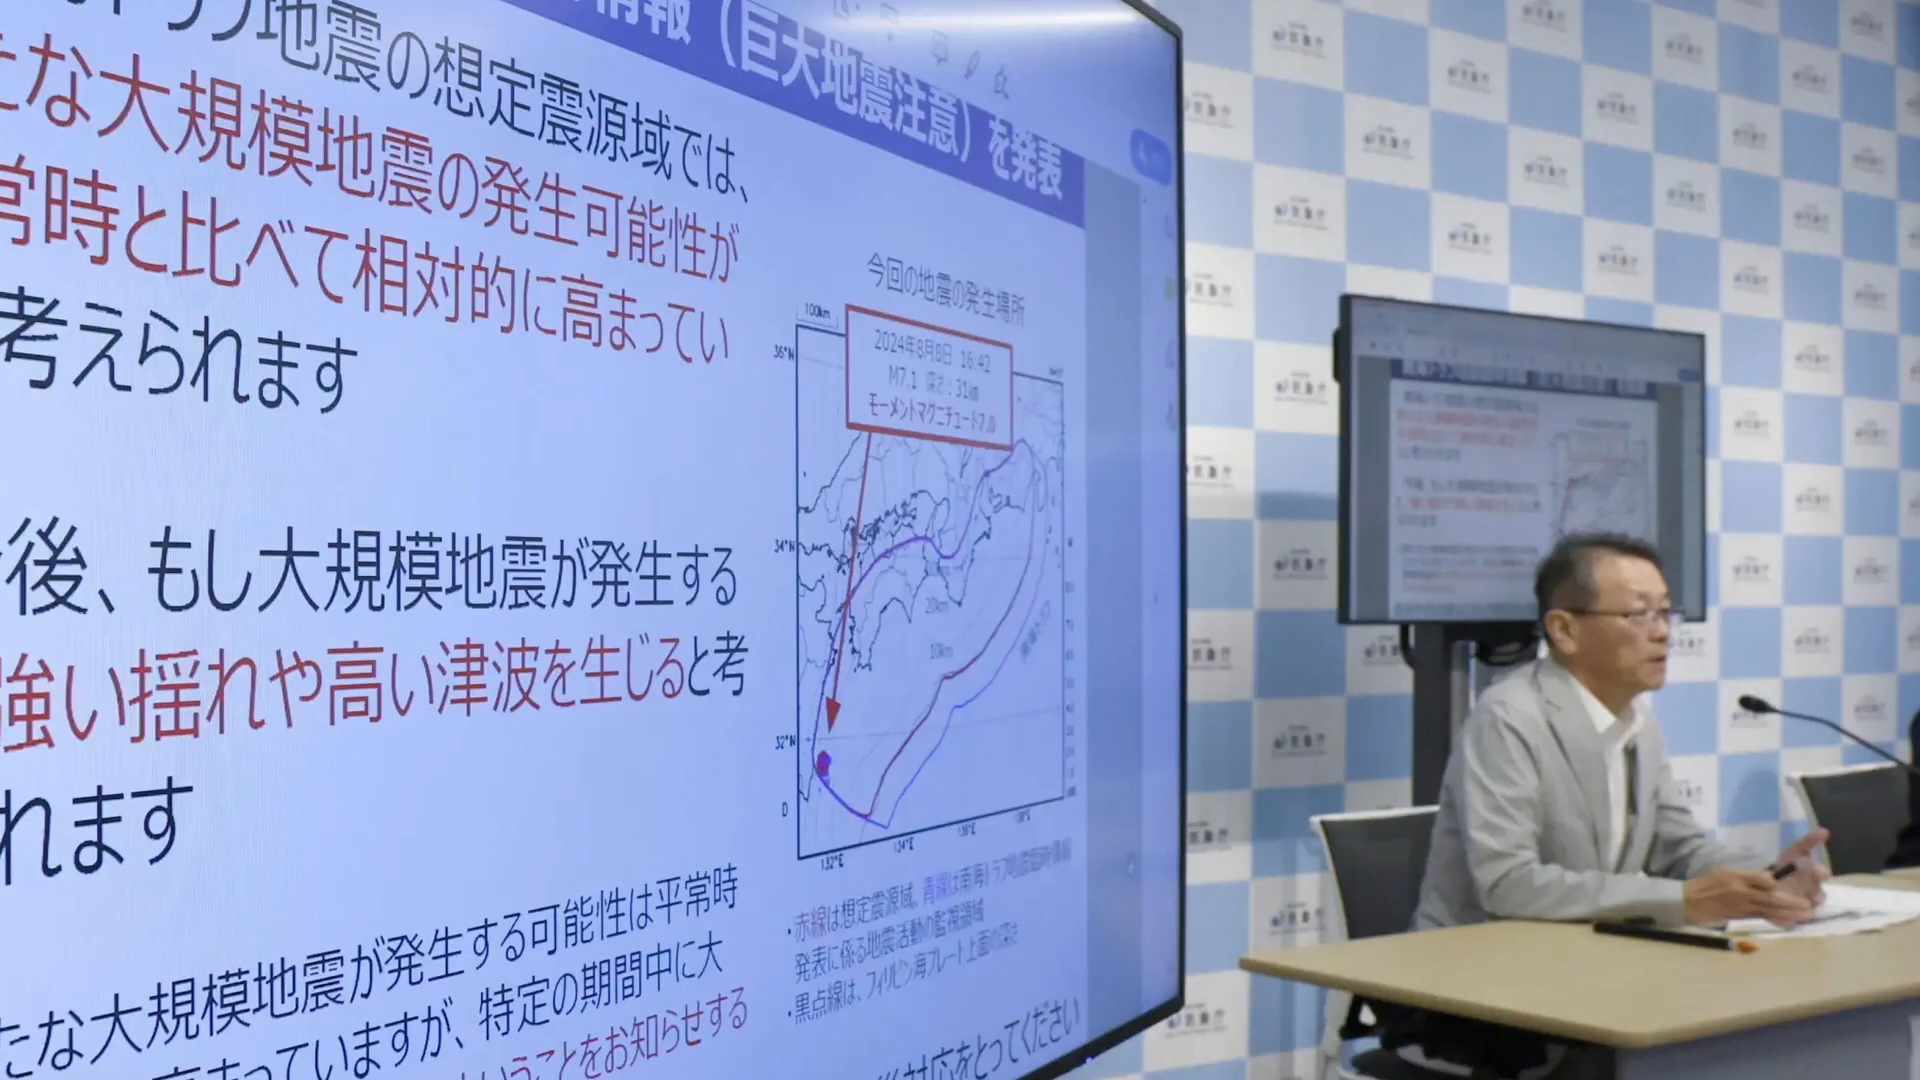 情報（巨大地震注意）を発表
トラフ地震の想定震源域では、
たな大規模地震の発生可能性が
常時と比べて相対的に高まってい
考えられます
後、もし大規模地震が発生する
強い揺れや高い津波を生じると考
れます
たな大規模地震が発生する可能性は平常時
高まっていますが、特定の期間中に大
いうことをお知らせする
今回の地震の発生場所
100km
2024年8月8日 16:42
M7.1 深さ：31km
モーメントマグニチュード7.0
36°N
34°N
32°N
20km
10km
132°E
134°E
136°E
138°E
・赤線は想定震源域、青線は南海トラフ地震臨時情報
発表に係る地震活動の監視領域
・黒点線は、フィリピン海プレート上面の深さ
対応をとってください
気象庁